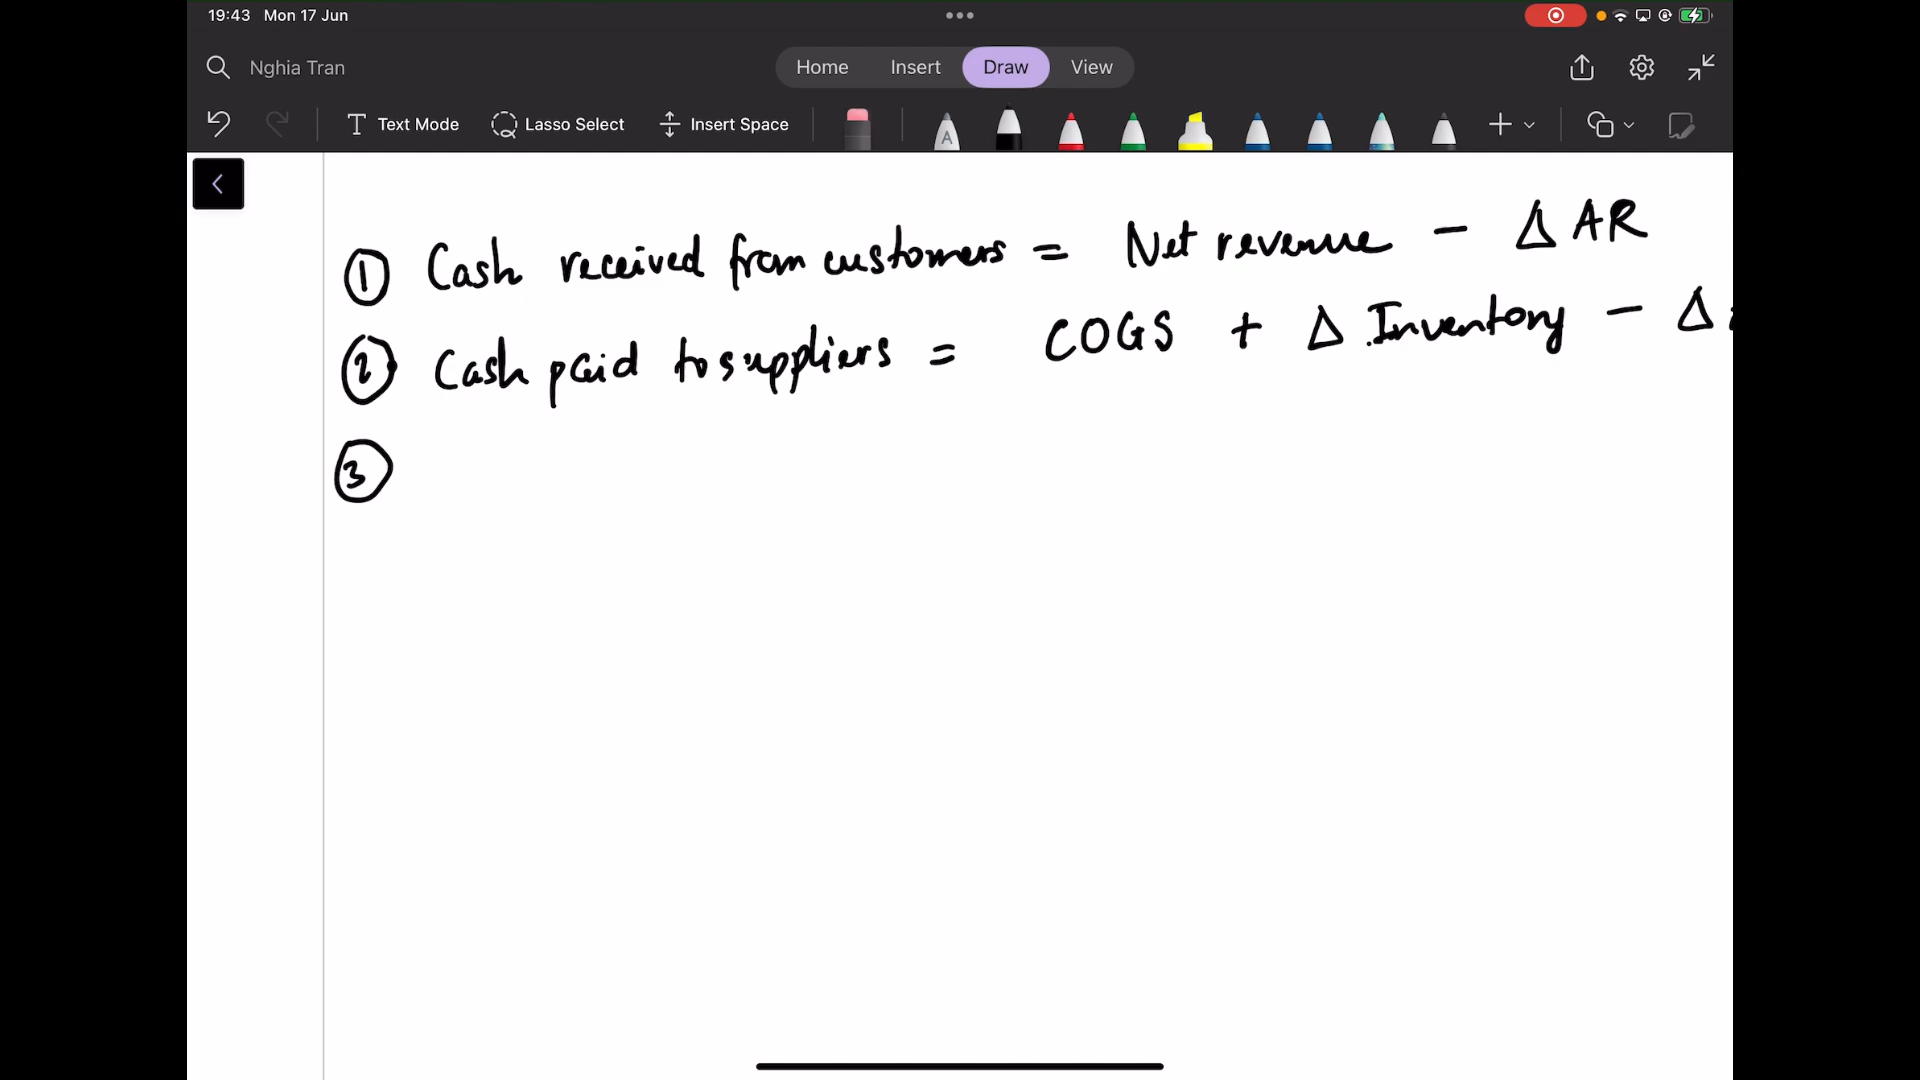 19:43 Mon 17 Jun
Nghia Tran
Home Insert Draw View
Text Mode Lasso Select Insert Space
A
① Cash received from customers = Net revenue - Δ AR
② Cash paid to suppliers = COGS + Δ Inventory - Δ
③